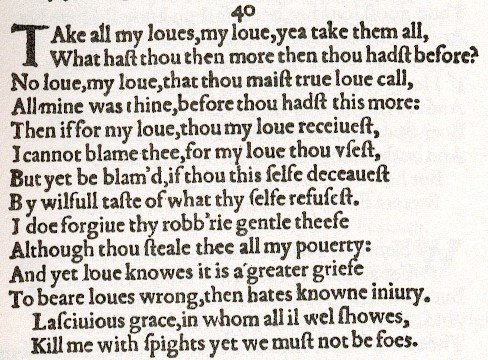 40
TAke all my loues,my loue,yea take them all,
What haſt thou then more then thou hadſt before?
No loue,my loue,that thou maiſt true loue call,
All mine was thine,before thou hadſt this more:
Then if for my loue,thou my loue receiueſt,
I cannot blame thee,for my loue thou vſeſt,
But yet be blam'd,if thou this ſelfe deceaueſt
By wilfull taſte of what thy ſelfe refuſeſt.
I doe forgiue thy robb'rie gentle theefe
Although thou ſteale thee all my pouerty:
And yet loue knowes it is a greater griefe
To beare loues wrong,then hates knowne iniury.
Laſciuious grace,in whom all il wel ſhowes,
Kill me with ſpights yet we muſt not be foes.